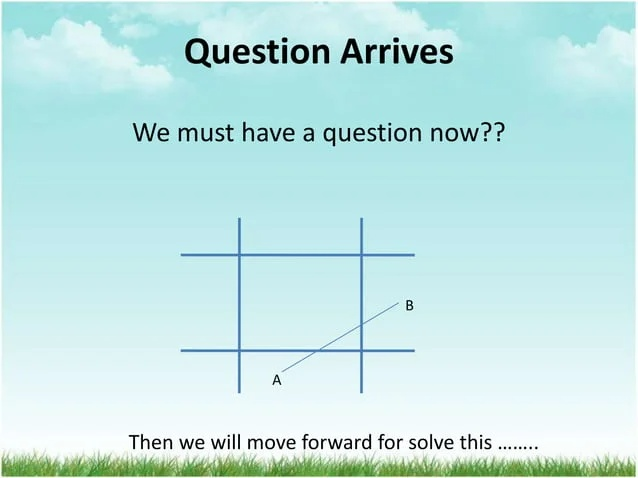 Question Arrives
We must have a question now??
B
A
Then we will move forward for solve this ……..